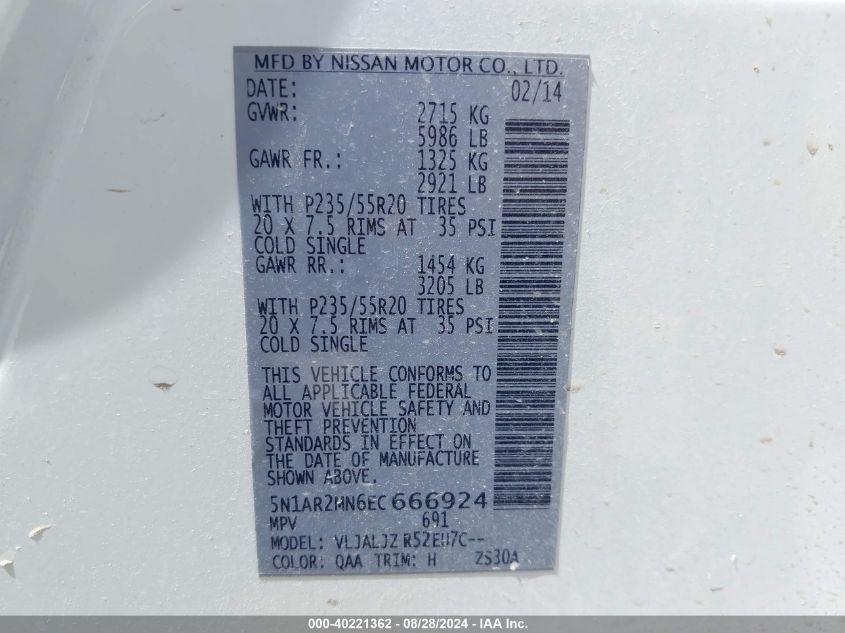 MFD BY NISSAN MOTOR CO., LTD.
DATE: 02/14
GVWR: 2715 KG
5986 LB
GAWR FR.: 1325 KG
2921 LB
WITH P235/55R20 TIRES
20 X 7.5 RIMS AT 35 PSI
COLD SINGLE
GAWR RR.: 1454 KG
3205 LB
WITH P235/55R20 TIRES
20 X 7.5 RIMS AT 35 PSI
COLD SINGLE
THIS VEHICLE CONFORMS TO
ALL APPLICABLE FEDERAL
MOTOR VEHICLE SAFETY AND
THEFT PREVENTION
STANDARDS IN EFFECT ON
THE DATE OF MANUFACTURE
SHOWN ABOVE.
5N1AR2MN6EC666924
MPV 691
MODEL: VLJALJZ R52EU7C--
COLOR: QAA TRIM: H ZS30A
000-40221362 - 08/28/2024 - IAA Inc.